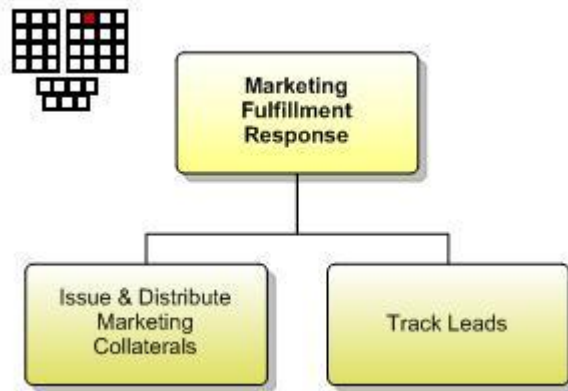 Marketing
Fulfillment
Response
Issue & Distribute
Marketing
Collaterals
Track Leads